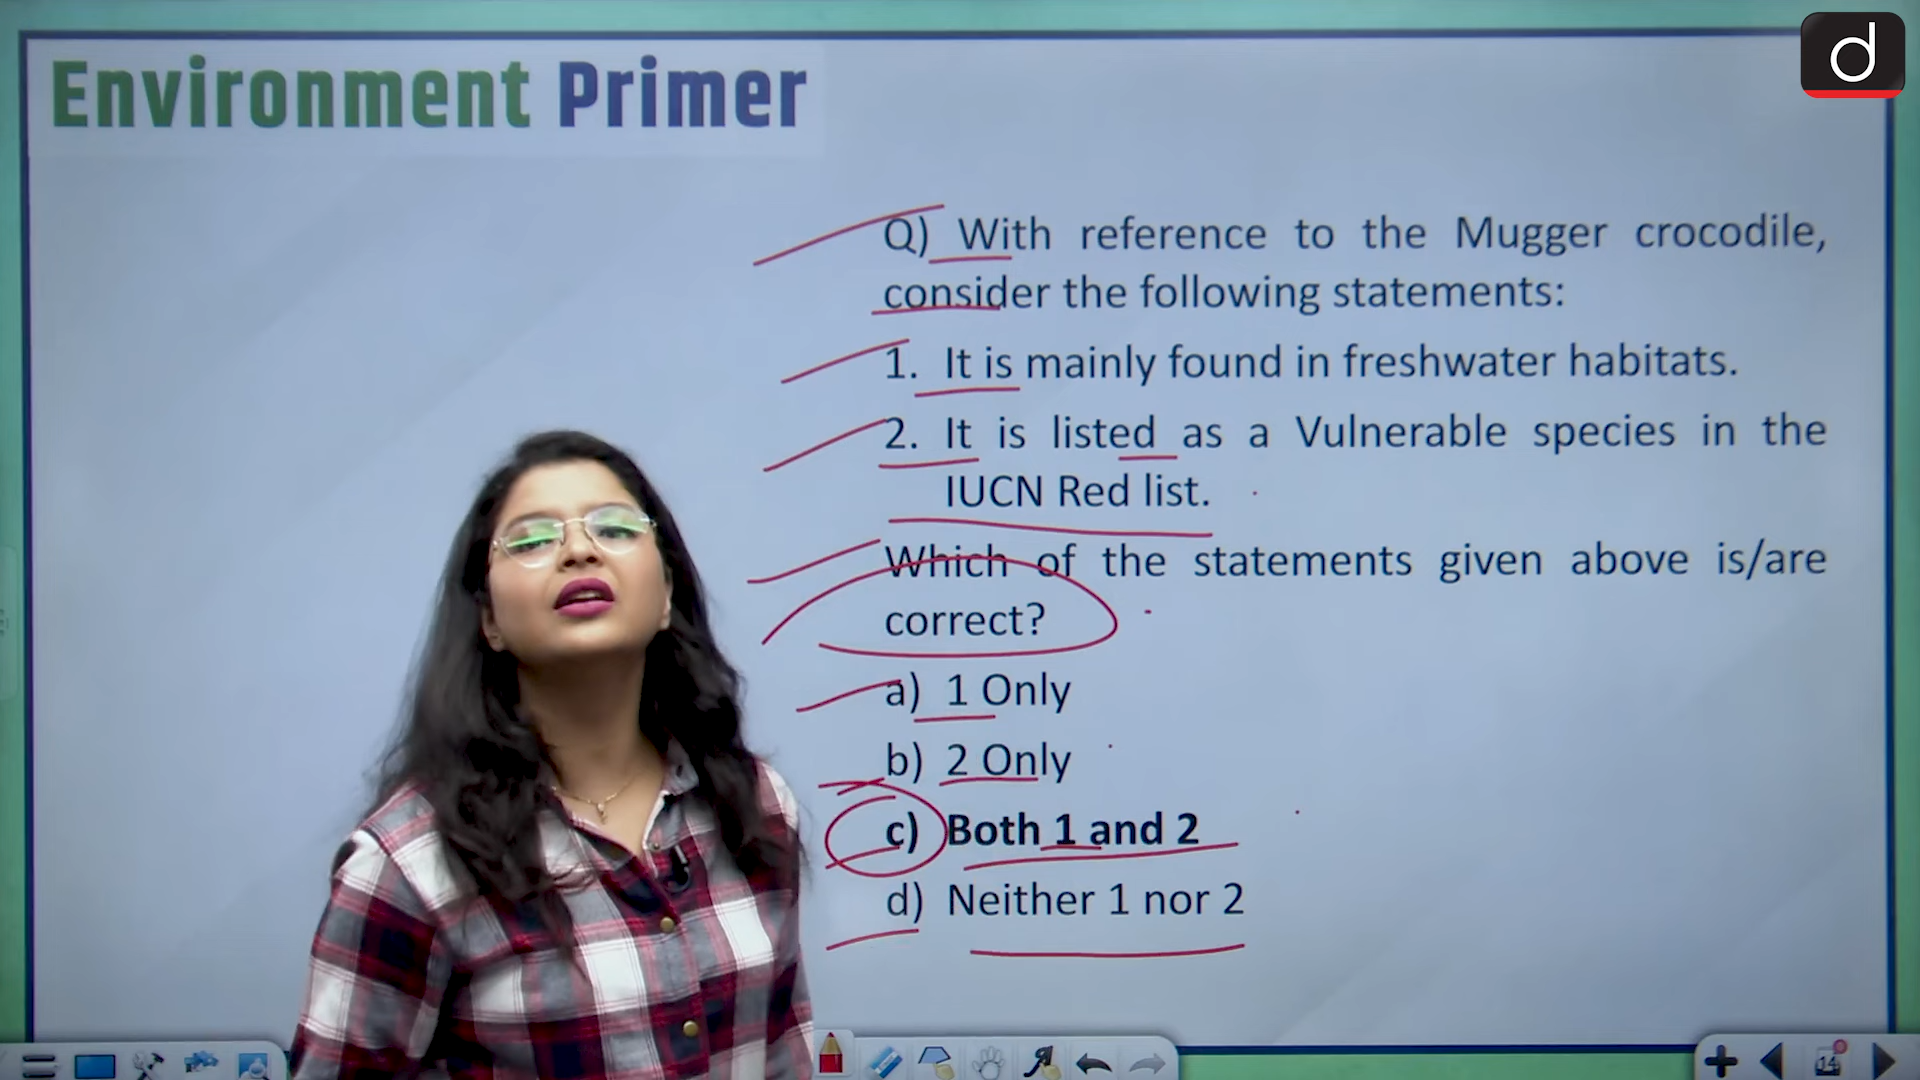 Environment Primer
d
Q) With reference to the Mugger crocodile,
consider the following statements:
1. It is mainly found in freshwater habitats.
2. It is listed as a Vulnerable species in the
IUCN Red list.
Which of the statements given above is/are
correct?
a) 1 Only
b) 2 Only
c) Both 1 and 2
d) Neither 1 nor 2
14